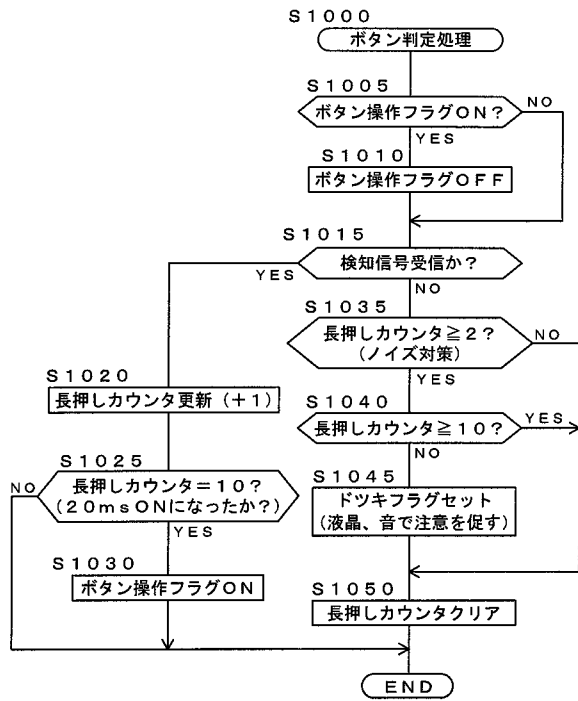 S1000
ボタン判定処理
S1005
ボタン操作フラグON?
NO
YES
S1010
ボタン操作フラグOFF
S1015
検知信号受信か?
YES
NO
S1035
長押しカウンタ≧2?
(ノイズ対策)
NO
YES
S1020
長押しカウンタ更新(+1)
S1040
長押しカウンタ≧10?
YES
NO
S1025
長押しカウンタ=10?
(20msONになったか?)
NO
YES
S1045
ドツキフラグセット
(液晶、音で注意を促す)
S1030
ボタン操作フラグON
S1050
長押しカウンタクリア
END